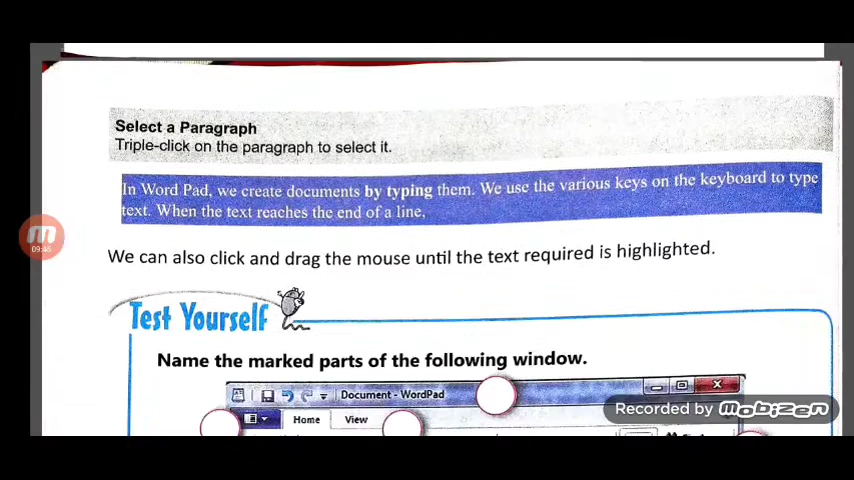 Select a Paragraph
Triple-click on the paragraph to select it.
In Word Pad, we create documents by typing them. We use the various keys on the keyboard to type
text. When the text reaches the end of a line,
We can also click and drag the mouse until the text required is highlighted.
Test Yourself
Name the marked parts of the following window.
Document - WordPad
Home View
Recorded by mobizen
09:46